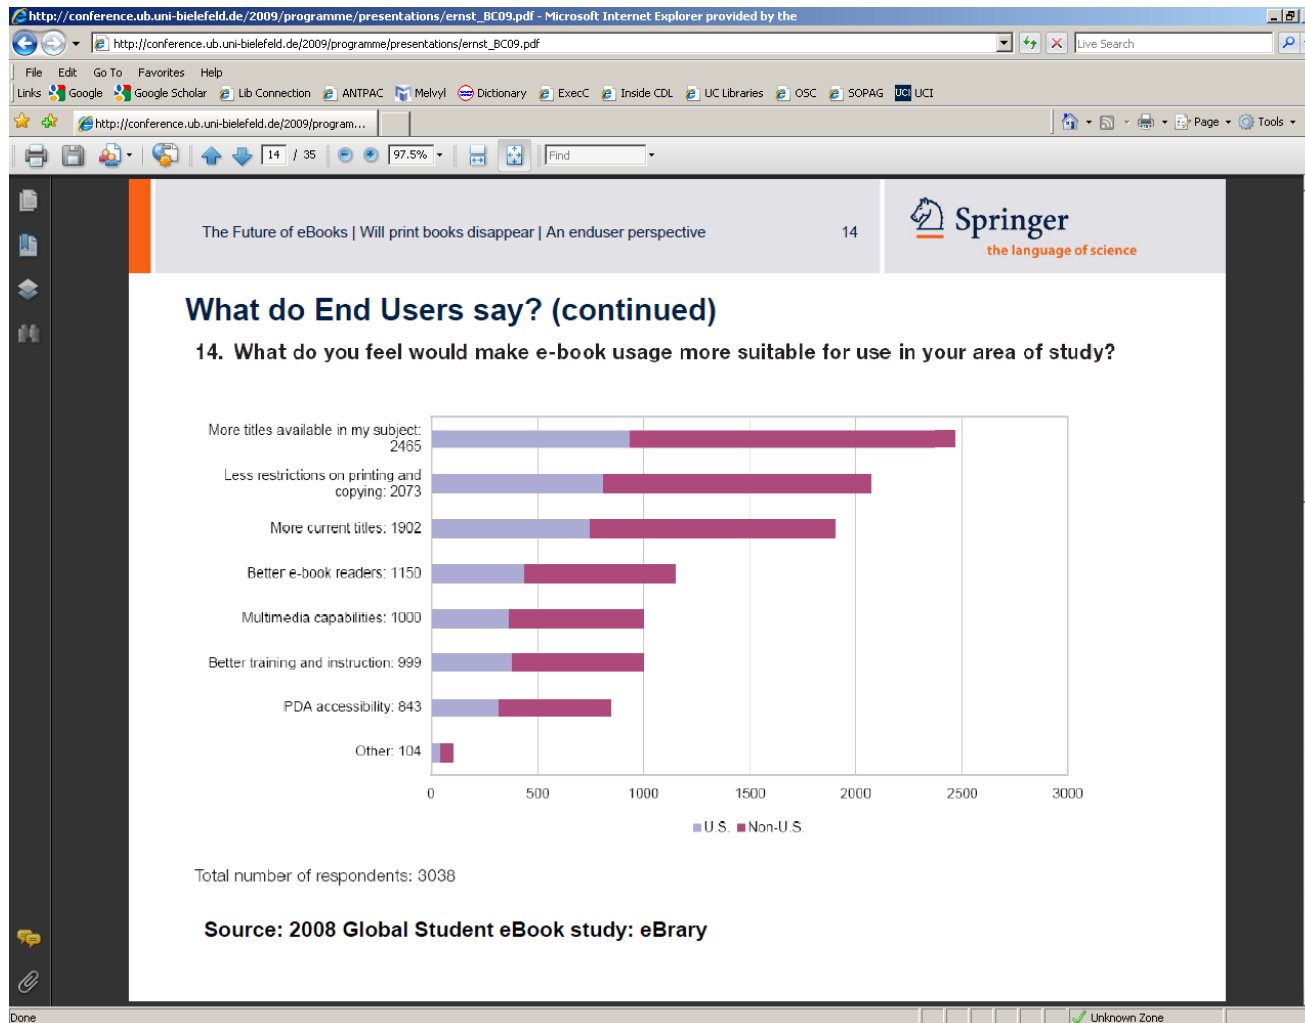 http://conference.ub.uni-bielefeld.de/2009/programme/presentations/ernst_BC09.pdf - Microsoft Internet Explorer provided by the
http://conference.ub.uni-bielefeld.de/2009/programme/presentations/ernst_BC09.pdf
Live Search
File Edit Go To Favorites Help
Links Google Google Scholar Lib Connection ANTPAC Melvyl Dictionary ExecC Inside CDL UC Libraries OSC SOPAG UCI UCI
http://conference.ub.uni-bielefeld.de/2009/program...
Page Tools
14 / 35 97.5% Find
The Future of eBooks | Will print books disappear | An enduser perspective 14
Springer
the language of science
What do End Users say? (continued)
14. What do you feel would make e-book usage more suitable for use in your area of study?
More titles available in my subject:
2465
Less restrictions on printing and
copying: 2073
More current titles: 1902
Better e-book readers: 1150
Multimedia capabilities: 1000
Better training and instruction: 999
PDA accessibility: 843
Other: 104
0 500 1000 1500 2000 2500 3000
U.S. Non-U.S.
Total number of respondents: 3038
Source: 2008 Global Student eBook study: eBrary
Done
Unknown Zone